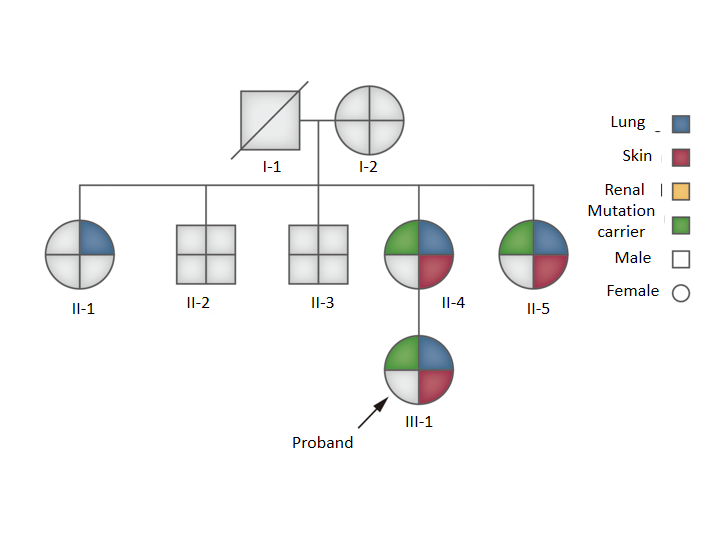 I-1
I-2
II-1
II-2
II-3
II-4
II-5
III-1
Proband
Lung
Skin
Renal
Mutation
carrier
Male
Female